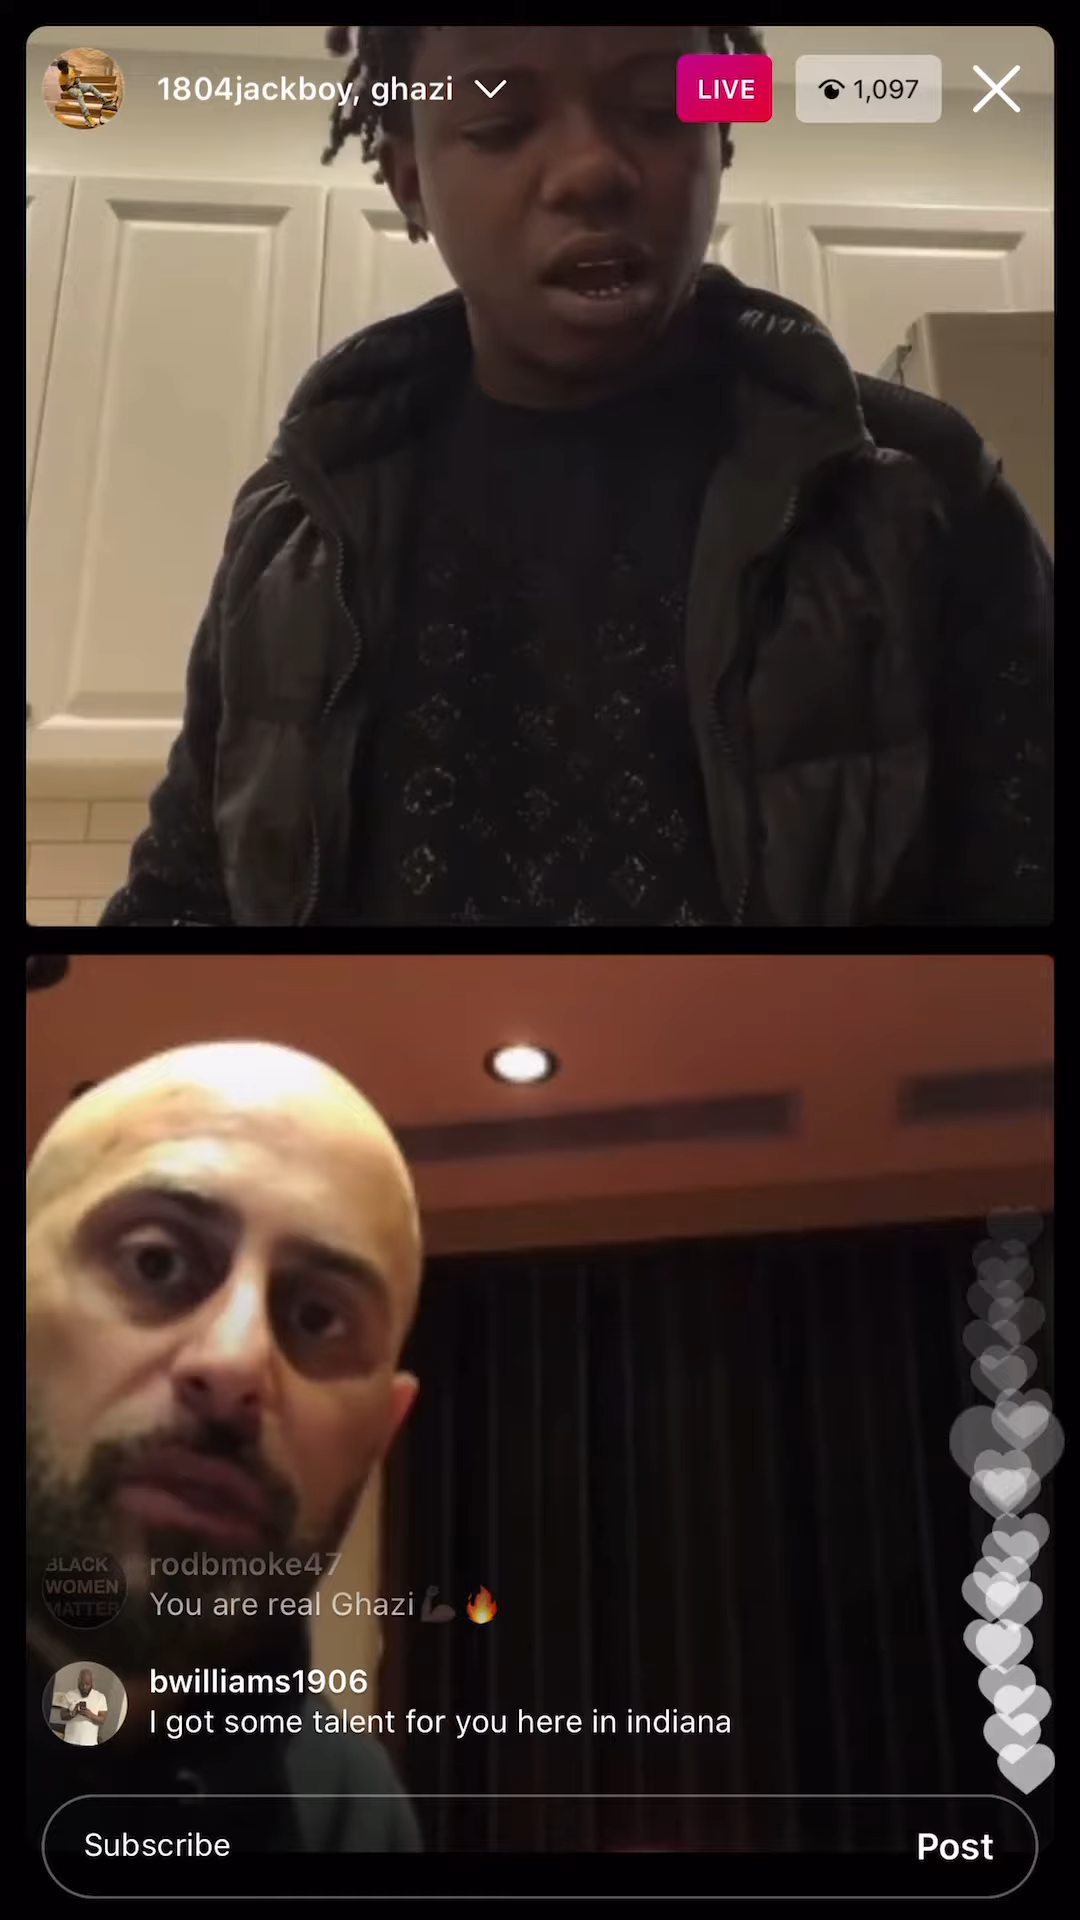 1804jackboy, ghazi
LIVE
1,097
BLACK
WOMEN
MATTER
rodbmoke47
You are real Ghazi💪🏿🔥
bwilliams1906
I got some talent for you here in indiana
Subscribe
Post